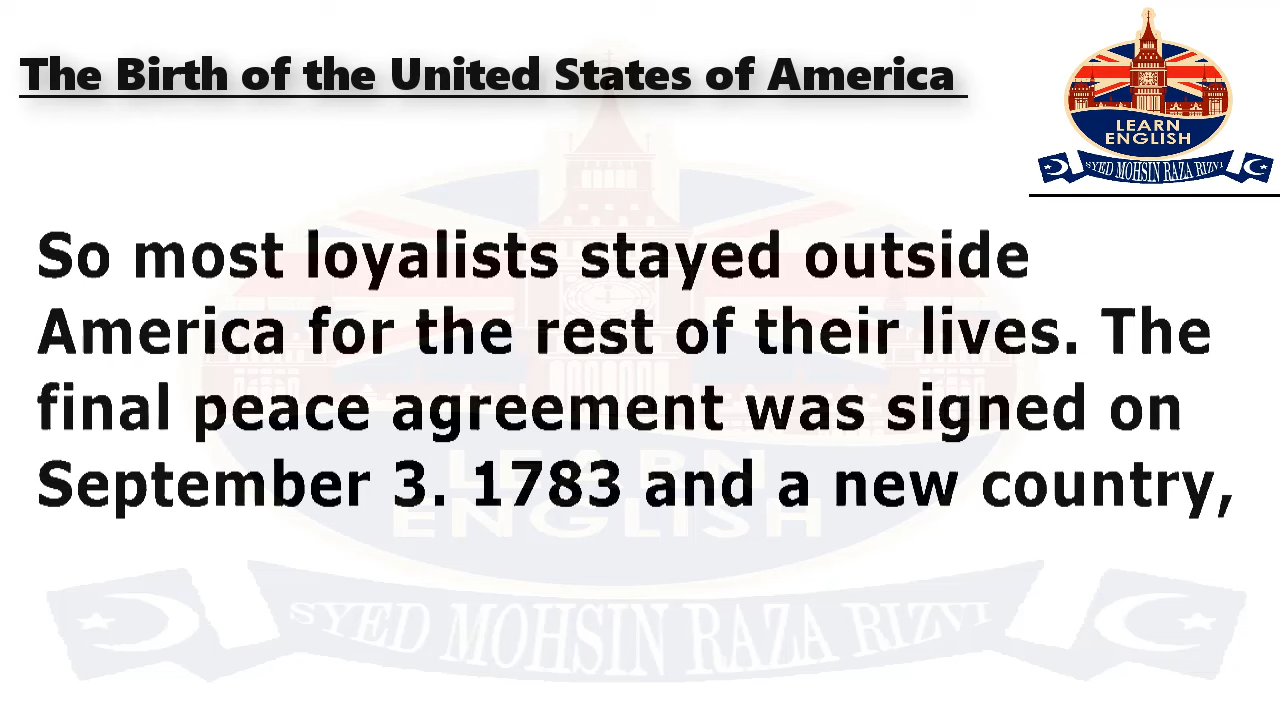 The Birth of the United States of America
LEARN
ENGLISH
SYED MOHSIN RAZA RIZVI
So most loyalists stayed outside
America for the rest of their lives. The
final peace agreement was signed on
September 3. 1783 and a new country,
LEARN
ENGLISH
SYED MOHSIN RAZA RIZVI